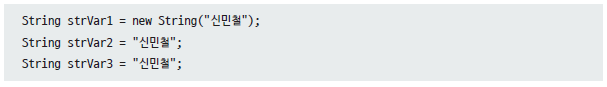 String strVar1 = new String("신민철");
String strVar2 = "신민철";
String strVar3 = "신민철";